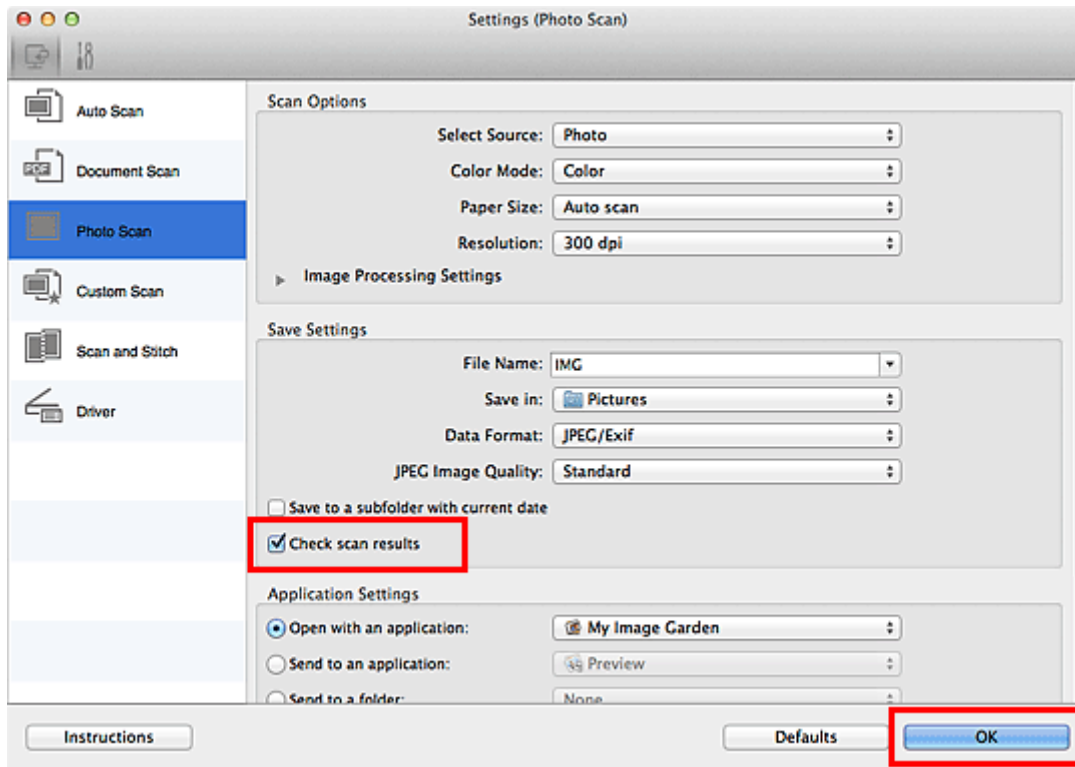 Settings (Photo Scan)
Auto Scan
PDF
Document Scan
Photo Scan
Custom Scan
Scan and Stitch
Driver
Scan Options
Select Source: Photo
Color Mode: Color
Paper Size: Auto scan
Resolution: 300 dpi
Image Processing Settings
Save Settings
File Name: IMG
Save in: Pictures
Data Format: JPEG/Exif
JPEG Image Quality: Standard
Save to a subfolder with current date
Check scan results
Application Settings
Open with an application: My Image Garden
Send to an application: Preview
Send to a folder: None
Instructions
Defaults
OK